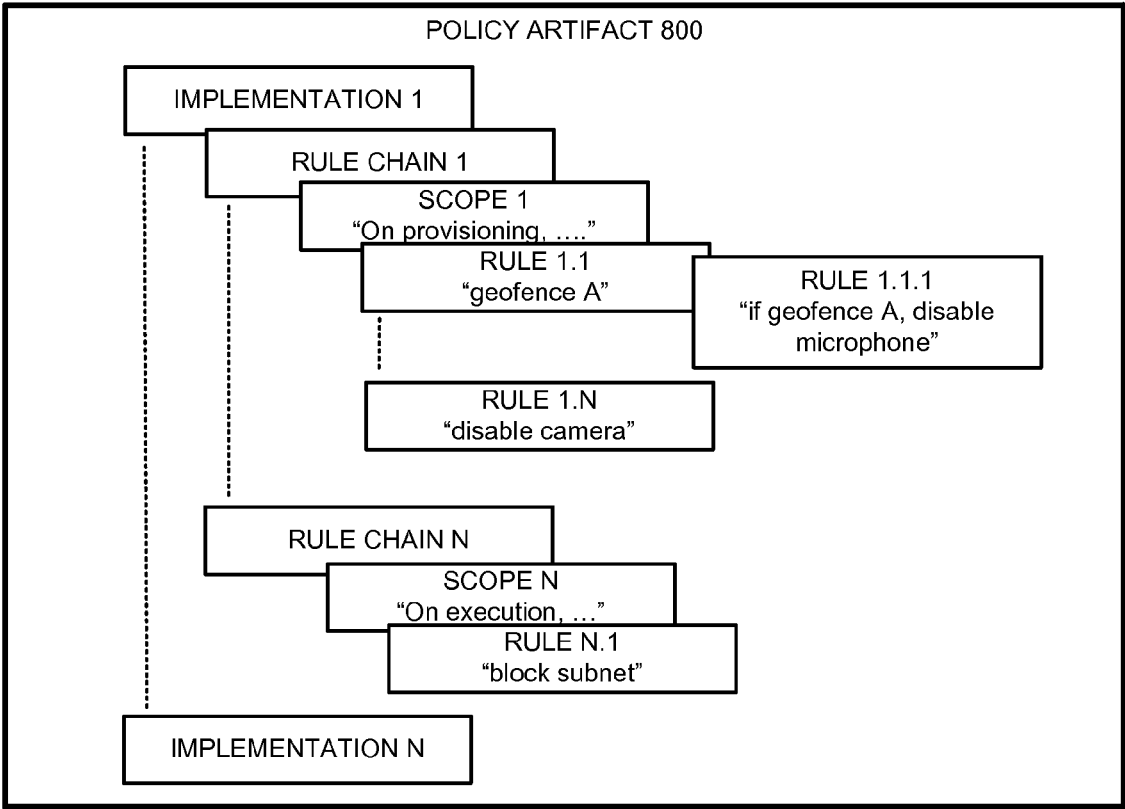 POLICY ARTIFACT 800
IMPLEMENTATION 1
RULE CHAIN 1
SCOPE 1
“On provisioning, ....”
RULE 1.1
“geofence A”
RULE 1.1.1
“if geofence A, disable
microphone”
RULE 1.N
“disable camera”
RULE CHAIN N
SCOPE N
“On execution, ...”
RULE N.1
“block subnet”
IMPLEMENTATION N